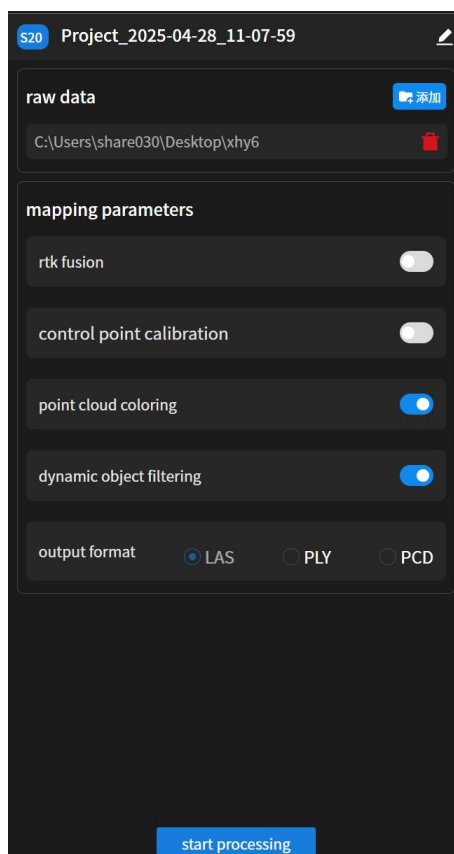 S20 Project_2025-04-28_11-07-59
raw data 添加
C:\Users\share030\Desktop\xhy6
mapping parameters
rtk fusion
control point calibration
point cloud coloring
dynamic object filtering
output format LAS PLY PCD
start processing